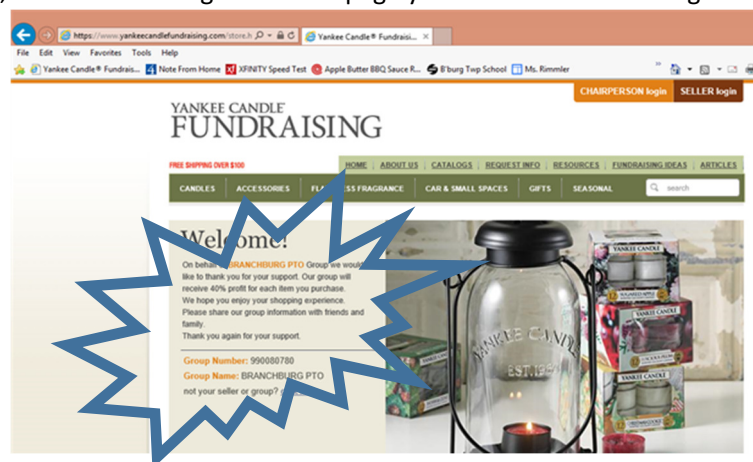 https://www.yankeecandlefundraising.com/store.h
Yankee Candle® Fundraisi...
File Edit View Favorites Tools Help
Yankee Candle® Fundrais... Note From Home XFINITY Speed Test Apple Butter BBQ Sauce R... B'burg Twp School Ms. Rimmler
CHAIRPERSON login SELLER login
YANKEE CANDLE®
FUNDRAISING
FREE SHIPPING OVER $100
HOME ABOUT US CATALOGS REQUEST INFO RESOURCES FUNDRAISING IDEAS ARTICLES
CANDLES ACCESSORIES FRAGRANCE CAR & SMALL SPACES GIFTS SEASONAL search
Welcome!
On behalf BRANCHBURG PTO Group we would
like to thank you for your support. Our group will
receive 40% profit for each item you purchase.
We hope you enjoy your shopping experience.
Please share our group information with friends and
family.
Thank you again for your support.
Group Number: 990080780
Group Name: BRANCHBURG PTO
not your seller or group?
YANKEE CANDLE
EST.
YANKEE CANDLE
YANKEE CANDLE
YANKEE CANDLE